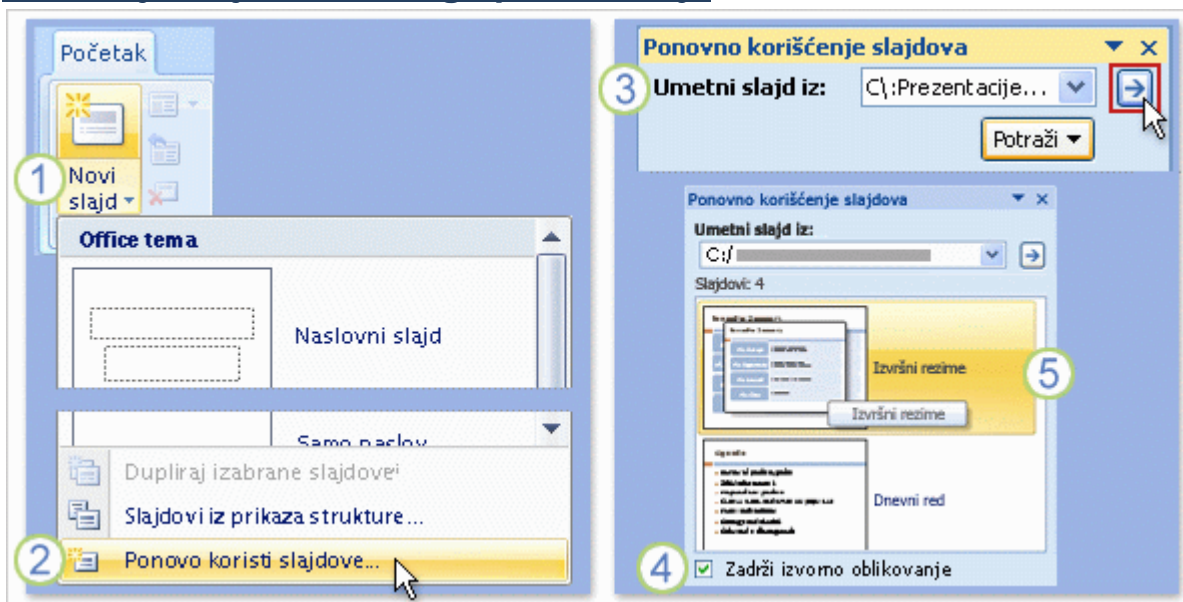 Početak
1
Novi
slajd
Office tema
Naslovni slajd
Samo naslov
Dupliraj izabrane slajdove
Slajdovi iz prikaza strukture...
2
Ponovo koristi slajdove...
Ponovno korišćenje slajdova
3
Umetni slajd iz:
C\:Prezentacije...
Potraži
Ponovno korišćenje slajdova
Umetni slajd iz:
C:/
Slajdovi: 4
Izvršni rezime
5
Izvršni rezime
Dnevni red
4
Zadrži izvorno oblikovanje